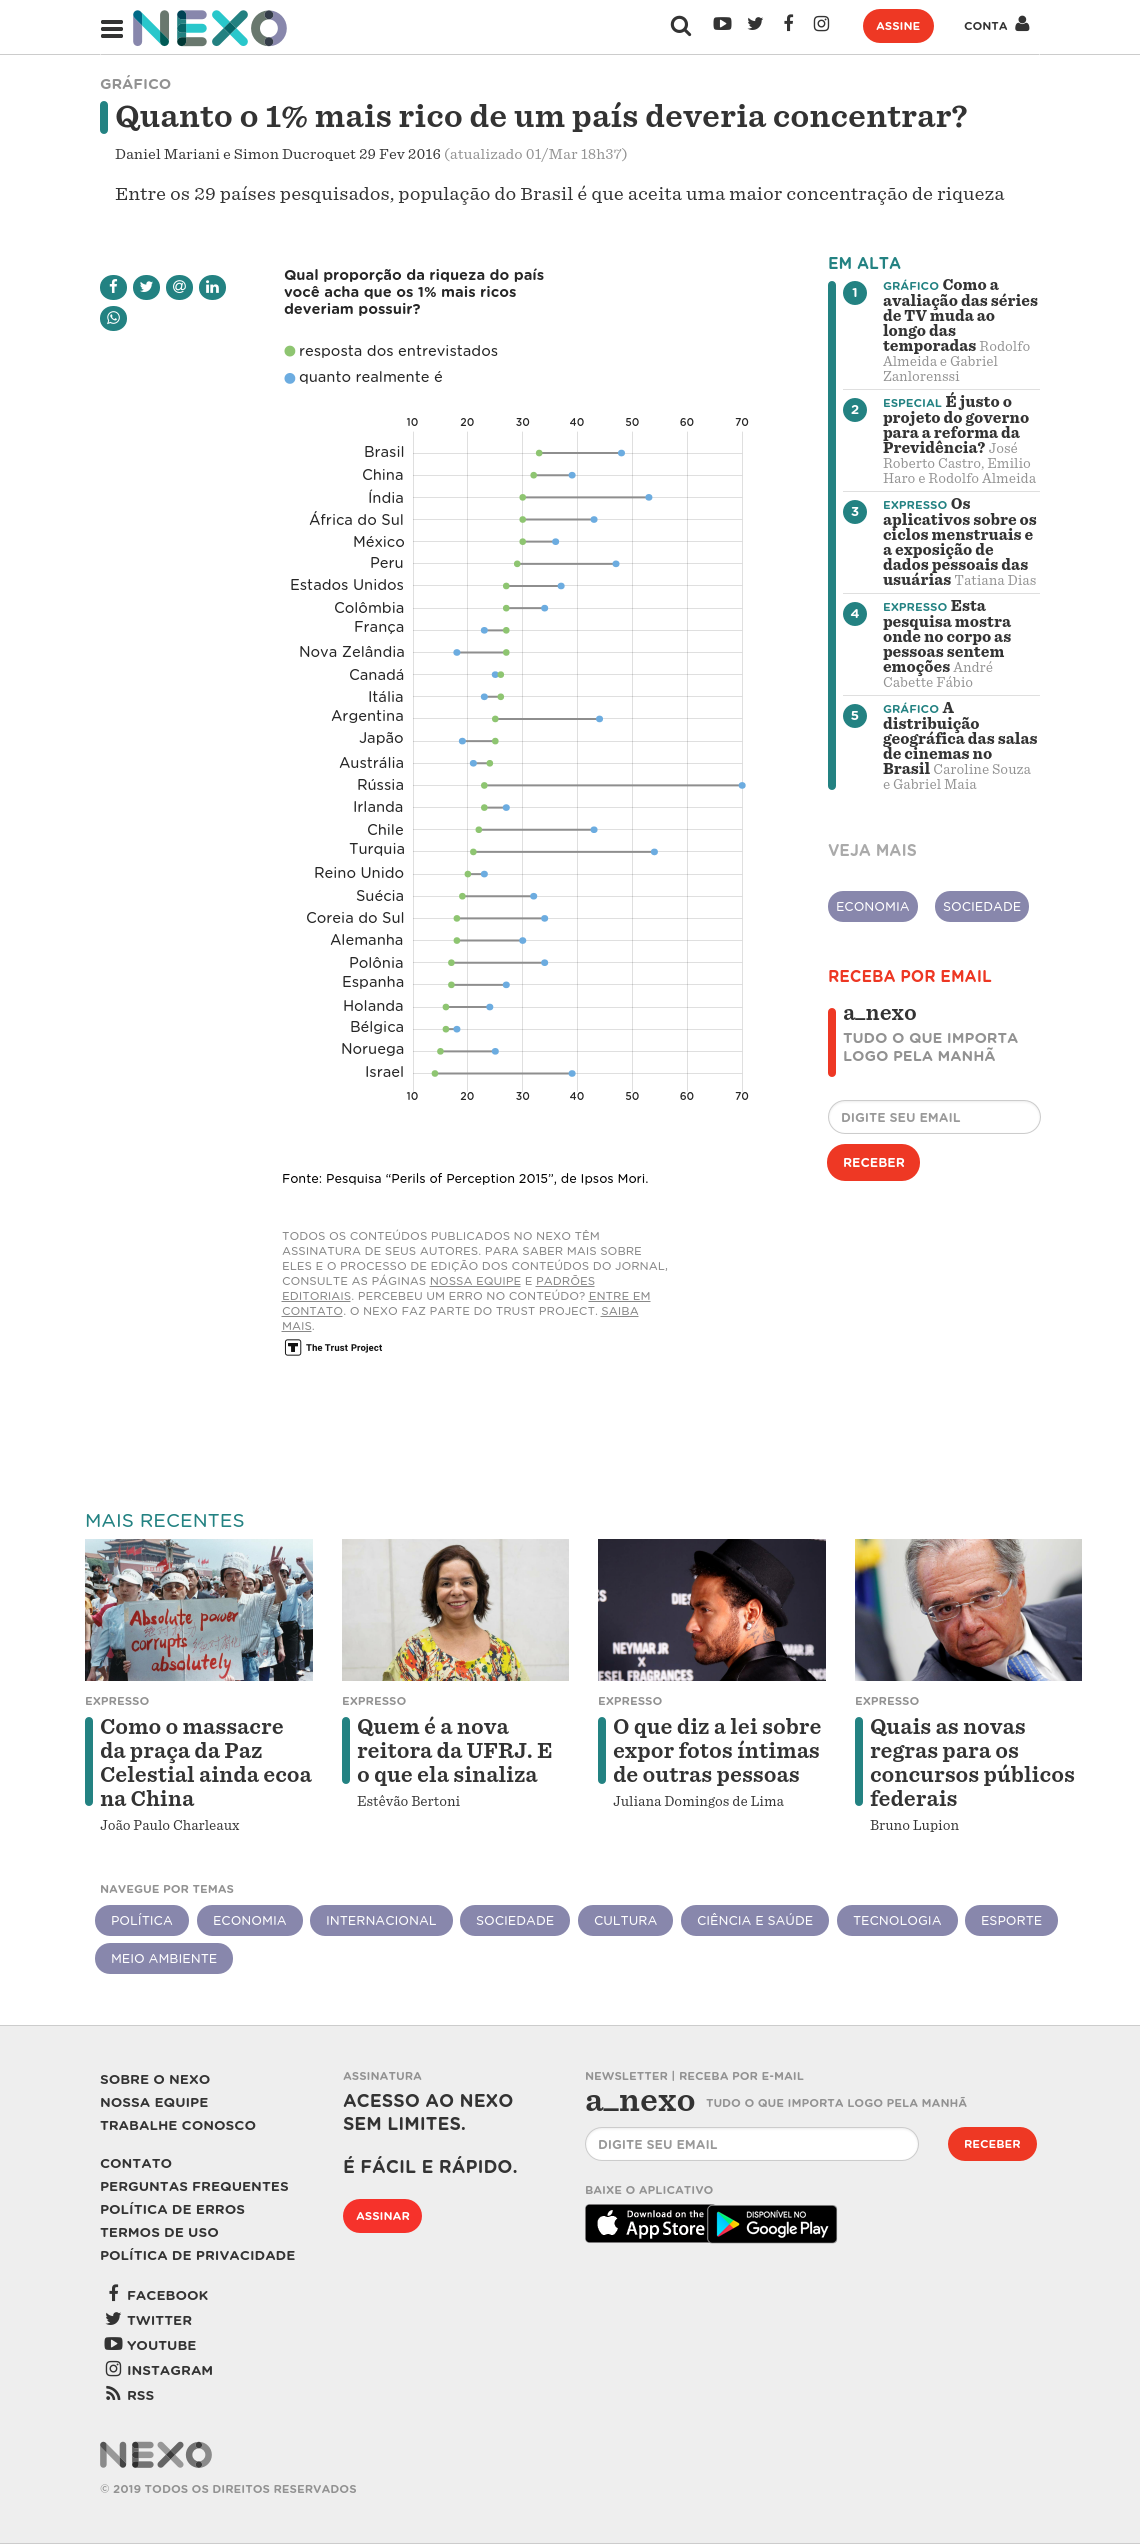 NEXO
ASSINE
CONTA
GRÁFICO
Quanto o 1% mais rico de um país deveria concentrar?
Daniel Mariani e Simon Ducroquet 29 Fev 2016 (atualizado 01/Mar 18h37)
Entre os 29 países pesquisados, população do Brasil é que aceita uma maior concentração de riqueza
Qual proporção da riqueza do país
você acha que os 1% mais ricos
deveriam possuir?
resposta dos entrevistados
quanto realmente é
10 20 30 40 50 60 70
Brasil
China
Índia
África do Sul
México
Peru
Estados Unidos
Colômbia
França
Nova Zelândia
Canadá
Itália
Argentina
Japão
Austrália
Rússia
Irlanda
Chile
Turquia
Reino Unido
Suécia
Coreia do Sul
Alemanha
Polônia
Espanha
Holanda
Bélgica
Noruega
Israel
10 20 30 40 50 60 70
Fonte: Pesquisa “Perils of Perception 2015”, de Ipsos Mori.
TODOS OS CONTEÚDOS PUBLICADOS NO NEXO TÊM
ASSINATURA DE SEUS AUTORES. PARA SABER MAIS SOBRE
ELES E O PROCESSO DE EDIÇÃO DOS CONTEÚDOS DO JORNAL,
CONSULTE AS PÁGINAS NOSSA EQUIPE E PADRÕES
EDITORIAIS. PERCEBEU UM ERRO NO CONTEÚDO? ENTRE EM
CONTATO. O NEXO FAZ PARTE DO TRUST PROJECT. SAIBA
MAIS.
T The Trust Project
EM ALTA
1 GRÁFICO Como a
avaliação das séries
de TV muda ao
longo das
temporadas Rodolfo
Almeida e Gabriel
Zanlorenssi
2 ESPECIAL É justo o
projeto do governo
para a reforma da
Previdência? José
Roberto Castro, Emilio
Haro e Rodolfo Almeida
3 EXPRESSO Os
aplicativos sobre os
ciclos menstruais e
a exposição de
dados pessoais das
usuárias Tatiana Dias
4 EXPRESSO Esta
pesquisa mostra
onde no corpo as
pessoas sentem
emoções André
Cabette Fábio
5 GRÁFICO A
distribuição
geográfica das salas
de cinemas no
Brasil Caroline Souza
e Gabriel Maia
VEJA MAIS
ECONOMIA SOCIEDADE
RECEBA POR EMAIL
a_nexo
TUDO O QUE IMPORTA
LOGO PELA MANHÃ
DIGITE SEU EMAIL
RECEBER
MAIS RECENTES
Absolute power
corrupts
absolutely
EXPRESSO
Como o massacre
da praça da Paz
Celestial ainda ecoa
na China
João Paulo Charleaux
EXPRESSO
Quem é a nova
reitora da UFRJ. E
o que ela sinaliza
Estêvão Bertoni
DIES
NEYMAR JR
X
ESEL FRAGRANCES
MAR JR
EXPRESSO
O que diz a lei sobre
expor fotos íntimas
de outras pessoas
Juliana Domingos de Lima
EXPRESSO
Quais as novas
regras para os
concursos públicos
federais
Bruno Lupion
NAVEGUE POR TEMAS
POLÍTICA ECONOMIA INTERNACIONAL SOCIEDADE CULTURA CIÊNCIA E SAÚDE TECNOLOGIA ESPORTE
MEIO AMBIENTE
SOBRE O NEXO
NOSSA EQUIPE
TRABALHE CONOSCO
CONTATO
PERGUNTAS FREQUENTES
POLÍTICA DE ERROS
TERMOS DE USO
POLÍTICA DE PRIVACIDADE
FACEBOOK
TWITTER
YOUTUBE
INSTAGRAM
RSS
ASSINATURA
ACESSO AO NEXO
SEM LIMITES.
É FÁCIL E RÁPIDO.
ASSINAR
NEWSLETTER | RECEBA POR E-MAIL
a_nexo TUDO O QUE IMPORTA LOGO PELA MANHÃ
DIGITE SEU EMAIL
RECEBER
BAIXE O APLICATIVO
Download on the
App Store
DISPONÍVEL NO
Google Play
NEXO
© 2019 TODOS OS DIREITOS RESERVADOS